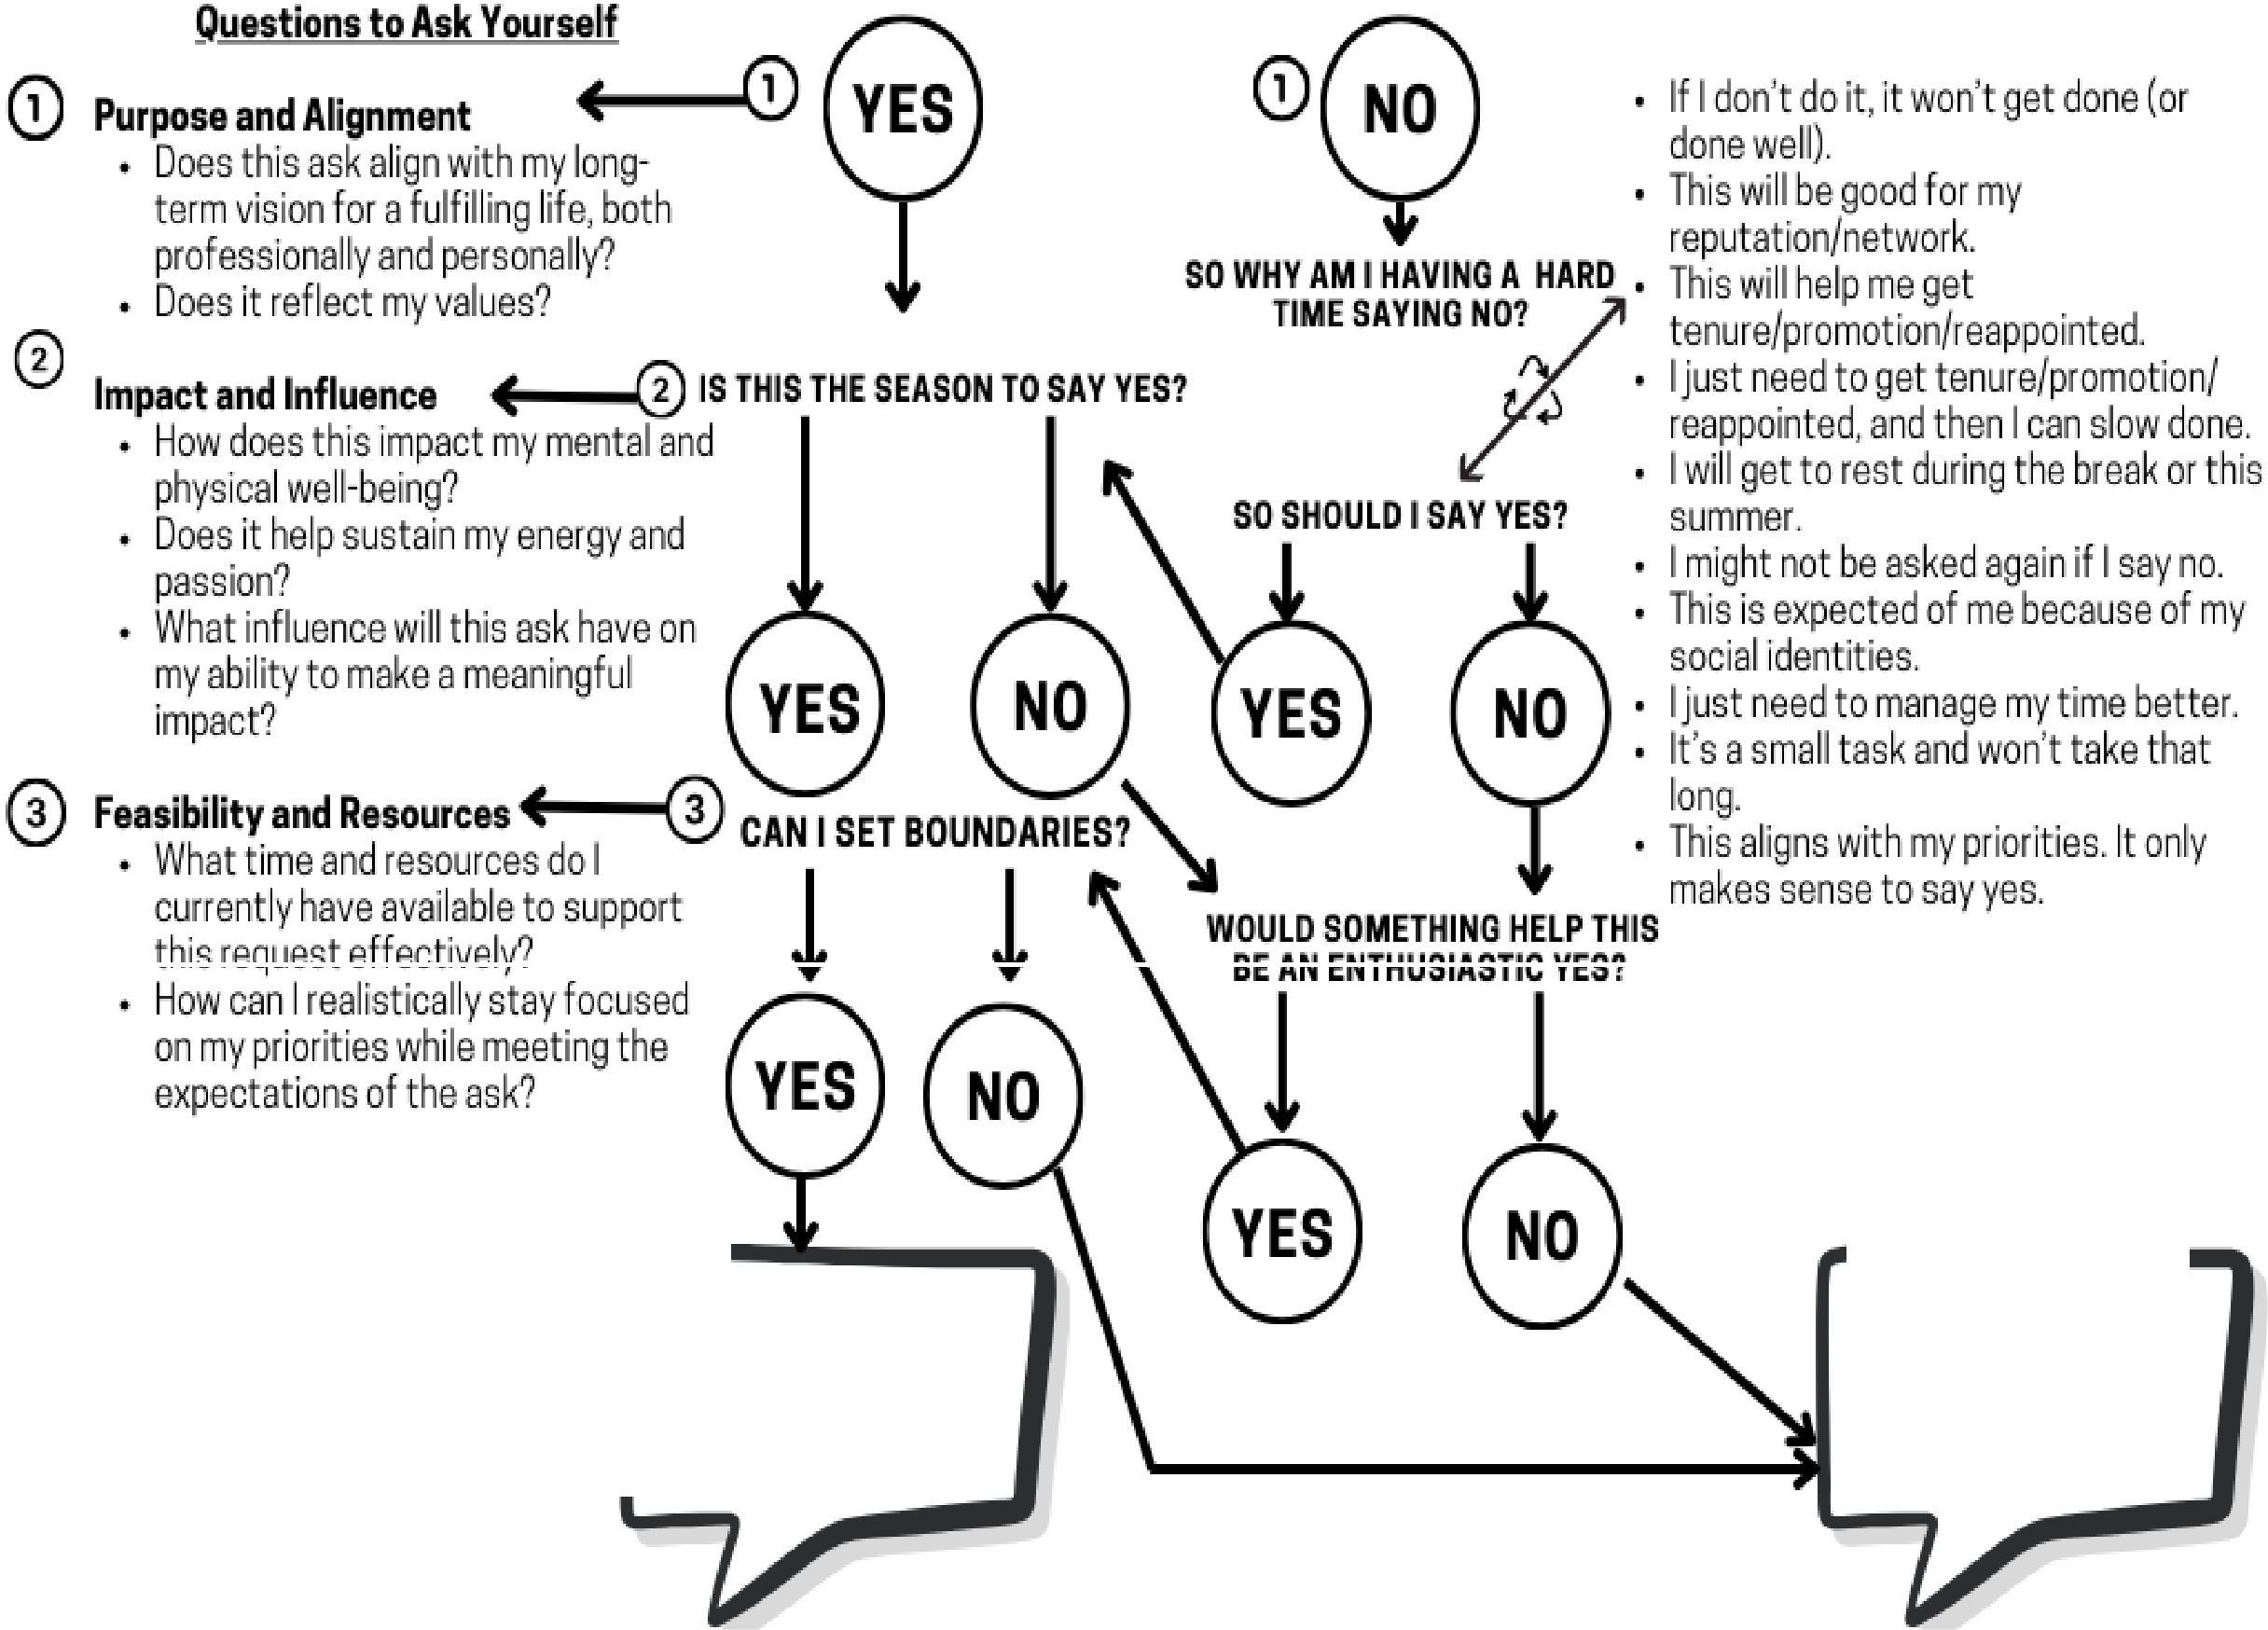 Questions to Ask Yourself
1
Purpose and Alignment
• Does this ask align with my long-
term vision for a fulfilling life, both
professionally and personally?
• Does it reflect my values?
2
Impact and Influence
• How does this impact my mental and
physical well-being?
• Does it help sustain my energy and
passion?
• What influence will this ask have on
my ability to make a meaningful
impact?
3
Feasibility and Resources
• What time and resources do I
currently have available to support
this request effectively?
• How can I realistically stay focused
on my priorities while meeting the
expectations of the ask?
1
YES
2
IS THIS THE SEASON TO SAY YES?
YES
NO
3
CAN I SET BOUNDARIES?
YES
NO
1
NO
SO WHY AM I HAVING A HARD
TIME SAYING NO?
SO SHOULD I SAY YES?
YES
NO
WOULD SOMETHING HELP THIS
BE AN ENTHUSIASTIC YES?
YES
NO
• If I don't do it, it won't get done (or
done well).
• This will be good for my
reputation/network.
• This will help me get
tenure/promotion/reappointed.
• I just need to get tenure/promotion/
reappointed, and then I can slow done.
• I will get to rest during the break or this
summer.
• I might not be asked again if I say no.
• This is expected of me because of my
social identities.
• I just need to manage my time better.
• It's a small task and won't take that
long.
• This aligns with my priorities. It only
makes sense to say yes.